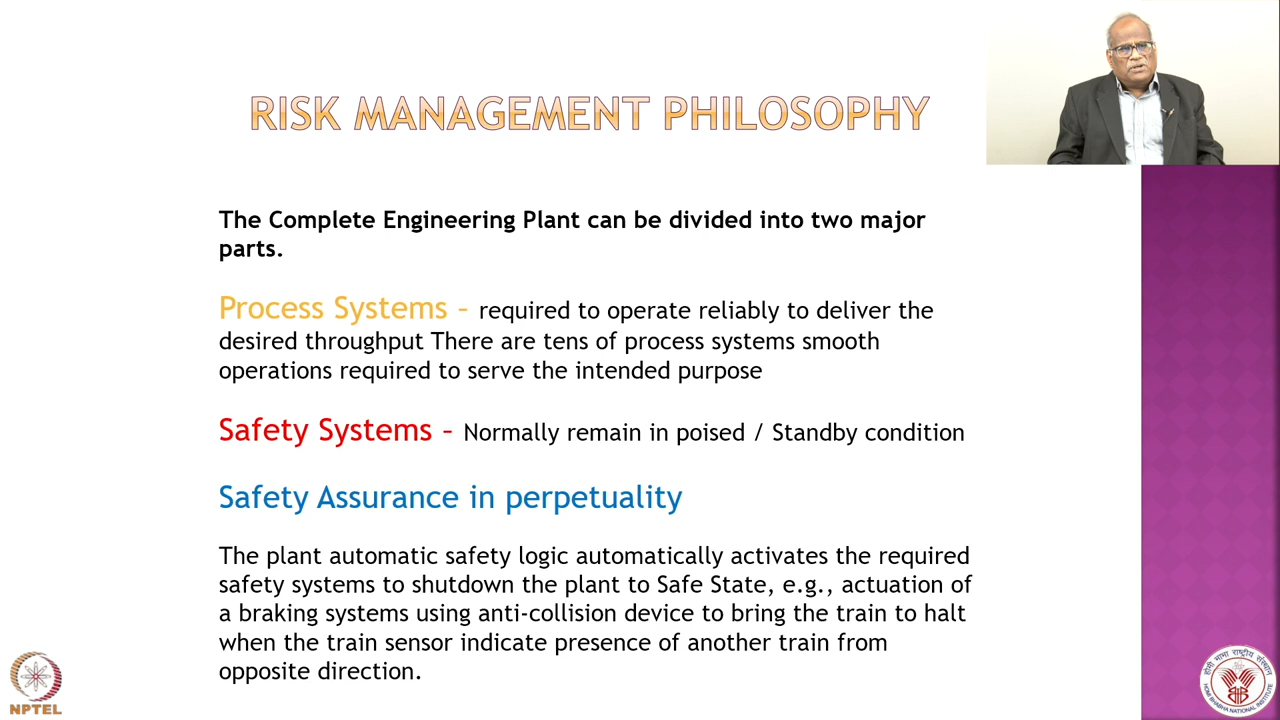 RISK MANAGEMENT PHILOSOPHY
The Complete Engineering Plant can be divided into two major
parts.
Process Systems – required to operate reliably to deliver the
desired throughput There are tens of process systems smooth
operations required to serve the intended purpose
Safety Systems – Normally remain in poised / Standby condition
Safety Assurance in perpetuality
The plant automatic safety logic automatically activates the required
safety systems to shutdown the plant to Safe State, e.g., actuation of
a braking systems using anti-collision device to bring the train to halt
when the train sensor indicate presence of another train from
opposite direction.
NPTEL
होमी भाभा राष्ट्रीय संस्थान
HOMI BHABHA NATIONAL INSTITUTE